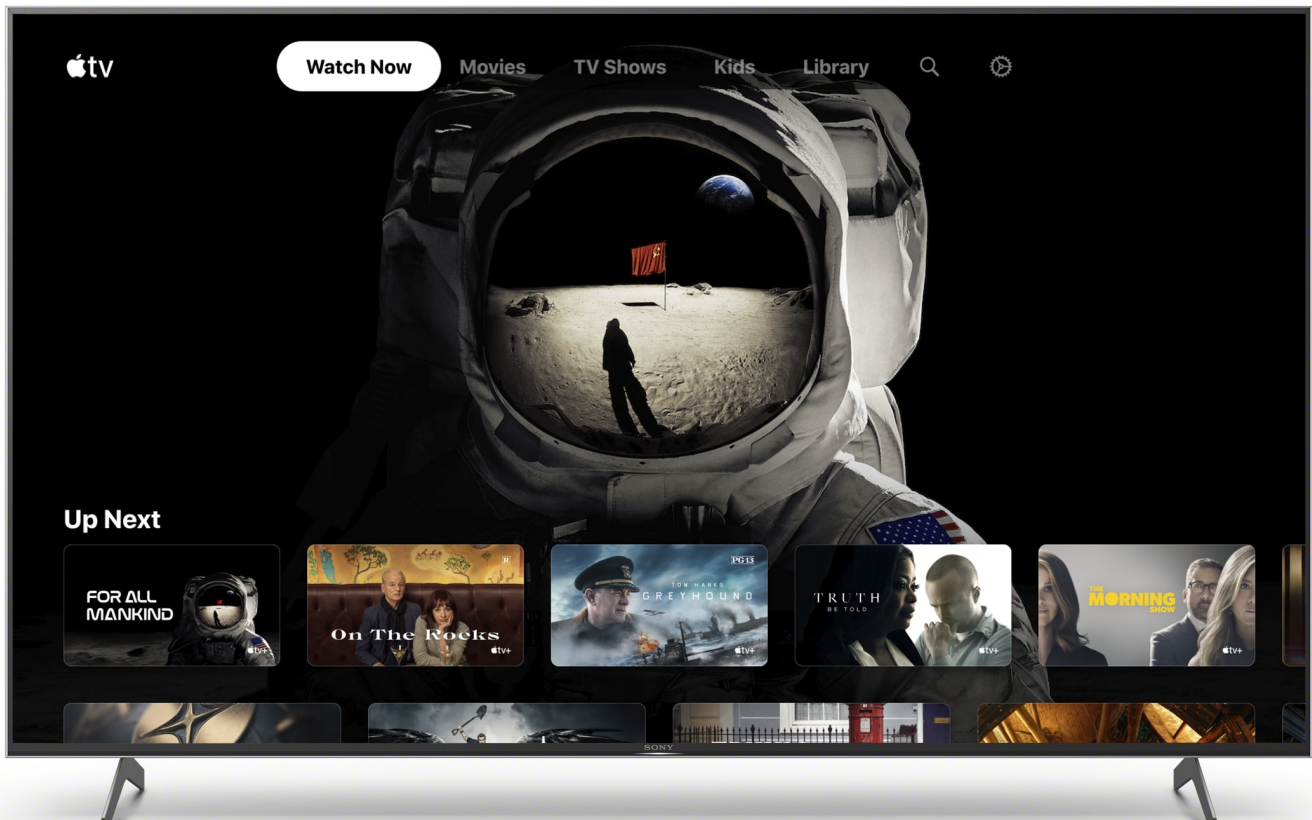 tv
Watch Now
Movies
TV Shows
Kids
Library
Up Next
FOR ALL
MANKIND
tv+
R
On The Rocks
tv+
PG-13
TOM HANKS
GREYHOUND
tv+
TRUTH
BE TOLD
tv+
THE
MORNING
SHOW
tv+
SONY